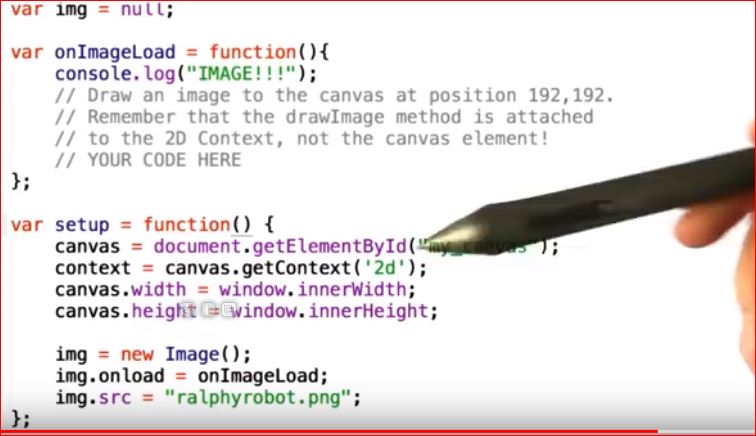 var img = null;
var onImageLoad = function(){
console.log("IMAGE!!!");
// Draw an image to the canvas at position 192,192.
// Remember that the drawImage method is attached
// to the 2D Context, not the canvas element!
// YOUR CODE HERE
};
var setup = function() {
canvas = document.getElementById("my_canvas");
context = canvas.getContext('2d');
canvas.width = window.innerWidth;
canvas.height = window.innerHeight;
img = new Image();
img.onload = onImageLoad;
img.src = "ralphyrobot.png";
};